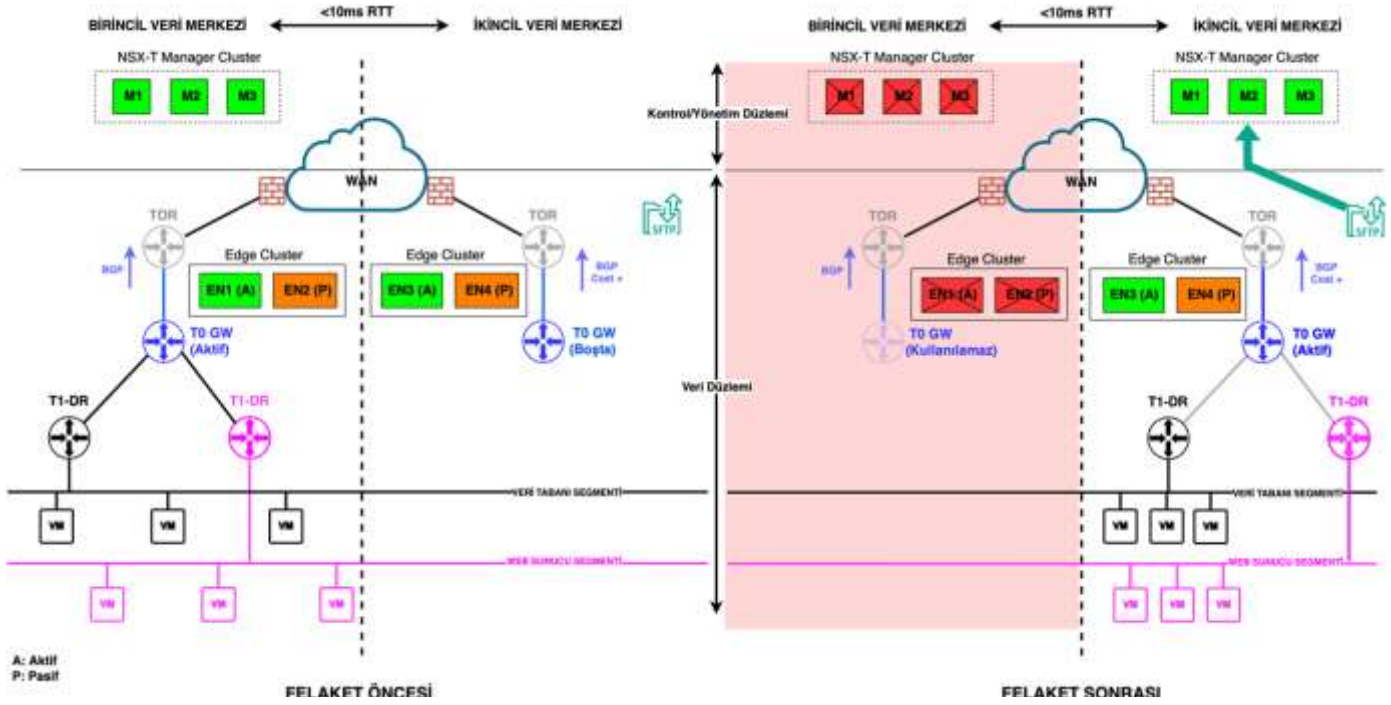 <10ms RTT
BİRİNCİL VERİ MERKEZİ
İKİNCİL VERİ MERKEZİ
NSX-T Manager Cluster
M1
M2
M3
WAN
TOR
TOR
SFTP
BGP
Edge Cluster
EN1 (A)
EN2 (P)
Edge Cluster
EN3 (A)
EN4 (P)
BGP
Cost +
T0 GW
(Aktif)
T0 GW
(Boşta)
T1-DR
T1-DR
VERİ TABANI SEGMENTİ
VM
VM
VM
WEB SUNUCU SEGMENTİ
VM
VM
VM
A: Aktif
P: Pasif
FELAKET ÖNCESİ
Kontrol/Yönetim Düzlemi
Veri Düzlemi
<10ms RTT
BİRİNCİL VERİ MERKEZİ
İKİNCİL VERİ MERKEZİ
NSX-T Manager Cluster
M1
M2
M3
NSX-T Manager Cluster
M1
M2
M3
WAN
TOR
TOR
SFTP
BGP
Edge Cluster
EN1 (A)
EN2 (P)
Edge Cluster
EN3 (A)
EN4 (P)
BGP
Cost +
T0 GW
(Kullanılamaz)
T0 GW
(Aktif)
T1-DR
T1-DR
VERİ TABANI SEGMENTİ
VM
VM
VM
WEB SUNUCU SEGMENTİ
VM
VM
VM
FELAKET SONRASI